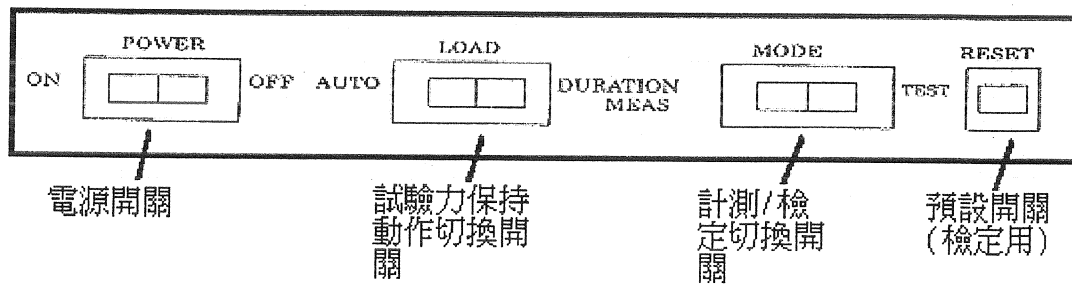 POWER
LOAD
MODE
RESET
ON
OFF
AUTO
DURATION
MEAS
TEST
電源開關
試驗力保持
動作切換開
關
計測/檢
定切換開
關
預設開關
(檢定用)